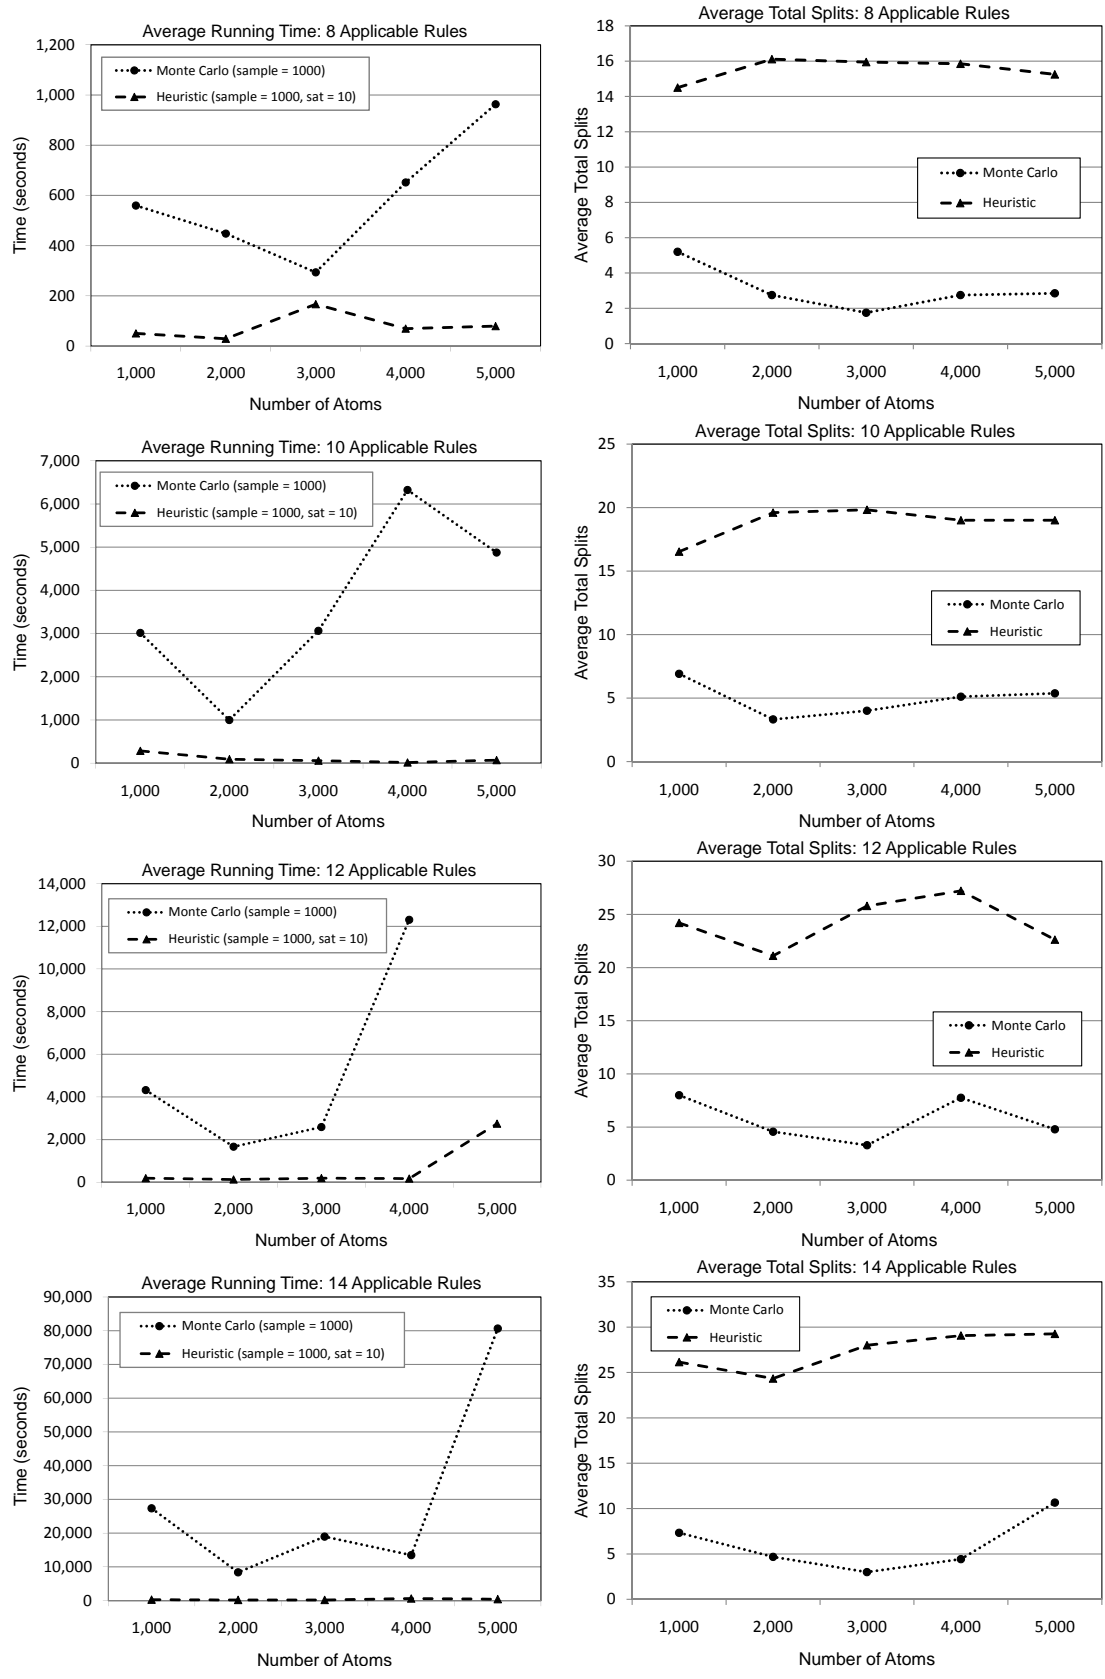 Average Running Time: 8 Applicable Rules
1,200
1,000
800
600
400
200
0
Time (seconds)
Monte Carlo (sample = 1000)
Heuristic (sample = 1000, sat = 10)
1,000 2,000 3,000 4,000 5,000
Number of Atoms
Average Total Splits: 8 Applicable Rules
18
16
14
12
10
8
6
4
2
0
Average Total Splits
Monte Carlo
Heuristic
1,000 2,000 3,000 4,000 5,000
Number of Atoms
Average Running Time: 10 Applicable Rules
7,000
6,000
5,000
4,000
3,000
2,000
1,000
0
Time (seconds)
Monte Carlo (sample = 1000)
Heuristic (sample = 1000, sat = 10)
1,000 2,000 3,000 4,000 5,000
Number of Atoms
Average Total Splits: 10 Applicable Rules
25
20
15
10
5
0
Average Total Splits
Monte Carlo
Heuristic
1,000 2,000 3,000 4,000 5,000
Number of Atoms
Average Running Time: 12 Applicable Rules
14,000
12,000
10,000
8,000
6,000
4,000
2,000
0
Time (seconds)
Monte Carlo (sample = 1000)
Heuristic (sample = 1000, sat = 10)
1,000 2,000 3,000 4,000 5,000
Number of Atoms
Average Total Splits: 12 Applicable Rules
30
25
20
15
10
5
0
Average Total Splits
Monte Carlo
Heuristic
1,000 2,000 3,000 4,000 5,000
Number of Atoms
Average Running Time: 14 Applicable Rules
90,000
80,000
70,000
60,000
50,000
40,000
30,000
20,000
10,000
0
Time (seconds)
Monte Carlo (sample = 1000)
Heuristic (sample = 1000, sat = 10)
1,000 2,000 3,000 4,000 5,000
Number of Atoms
Average Total Splits: 14 Applicable Rules
35
30
25
20
15
10
5
0
Average Total Splits
Monte Carlo
Heuristic
1,000 2,000 3,000 4,000 5,000
Number of Atoms